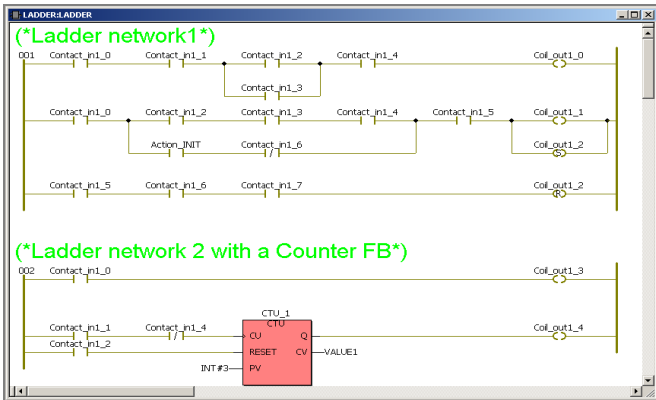 LADDER:LADDER
(*Ladder network1*)
001 Contact_in1_0 Contact_in1_1 Contact_in1_2 Contact_in1_4 Coil_out1_0
Contact_in1_3
Contact_in1_0 Contact_in1_2 Contact_in1_3 Contact_in1_4 Contact_in1_5 Coil_out1_1
Action_INIT Contact_in1_6 Coil_out1_2
S
Contact_in1_5 Contact_in1_6 Contact_in1_7 Coil_out1_2
R
(*Ladder network 2 with a Counter FB*)
002 Contact_in1_0 Coil_out1_3
CTU_1
CTU
Contact_in1_1 Contact_in1_4 CU Q Coil_out1_4
Contact_in1_2 RESET CV VALUE1
INT#3 PV